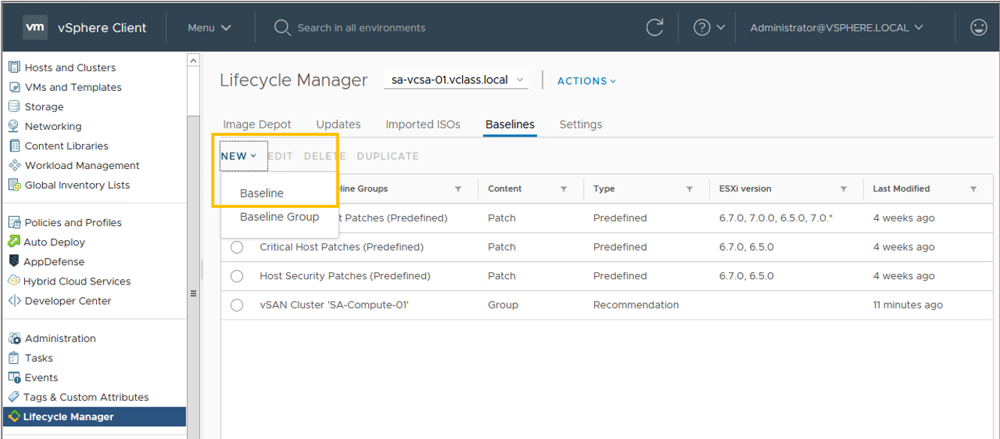 vm vSphere Client Menu Search in all environments Administrator@VSPHERE.LOCAL
Hosts and Clusters
VMs and Templates
Storage
Networking
Content Libraries
Workload Management
Global Inventory Lists
Policies and Profiles
Auto Deploy
AppDefense
Hybrid Cloud Services
Developer Center
Administration
Tasks
Events
Tags & Custom Attributes
Lifecycle Manager
Lifecycle Manager sa-vcsa-01.vclass.local ACTIONS
Image Depot Updates Imported ISOs Baselines Settings
NEW EDIT DELETE DUPLICATE
Baseline
Baseline Group
line Groups Content Type ESXi version Last Modified
t Patches (Predefined) Patch Predefined 6.7.0, 7.0.0, 6.5.0, 7.0.* 4 weeks ago
Critical Host Patches (Predefined) Patch Predefined 6.7.0, 6.5.0 4 weeks ago
Host Security Patches (Predefined) Patch Predefined 6.7.0, 6.5.0 4 weeks ago
vSAN Cluster 'SA-Compute-01' Group Recommendation 11 minutes ago